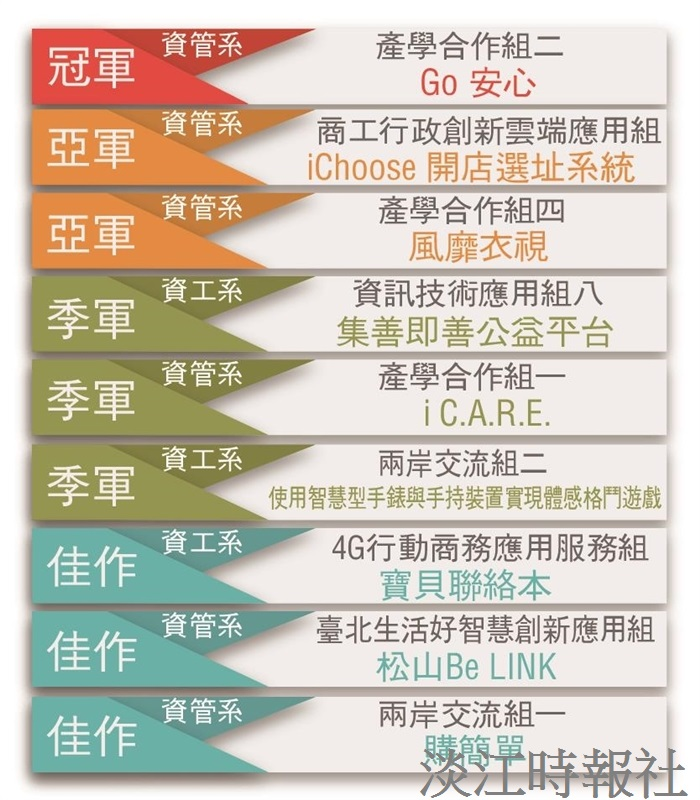 冠軍
資管系
產學合作組二
Go 安心
亞軍
資管系
商工行政創新雲端應用組
iChoose 開店選址系統
亞軍
資管系
產學合作組四
風靡衣視
季軍
資工系
資訊技術應用組八
集善即善公益平台
季軍
資管系
產學合作組一
i C.A.R.E.
季軍
資工系
兩岸交流組二
使用智慧型手錶與手持裝置實現體感格鬥遊戲
佳作
資工系
4G行動商務應用服務組
寶貝聯絡本
佳作
資管系
臺北生活好智慧創新應用組
松山Be LINK
佳作
資管系
兩岸交流組一
購簡單
淡江時報社